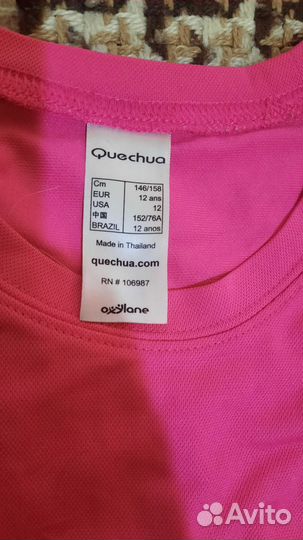 Quechua
Cm 146/158
EUR 12 ans
USA 12
中国 152/76A
BRAZIL 12 anos
Made in Thailand
quechua.com
RN # 106987
oxylane
Avito